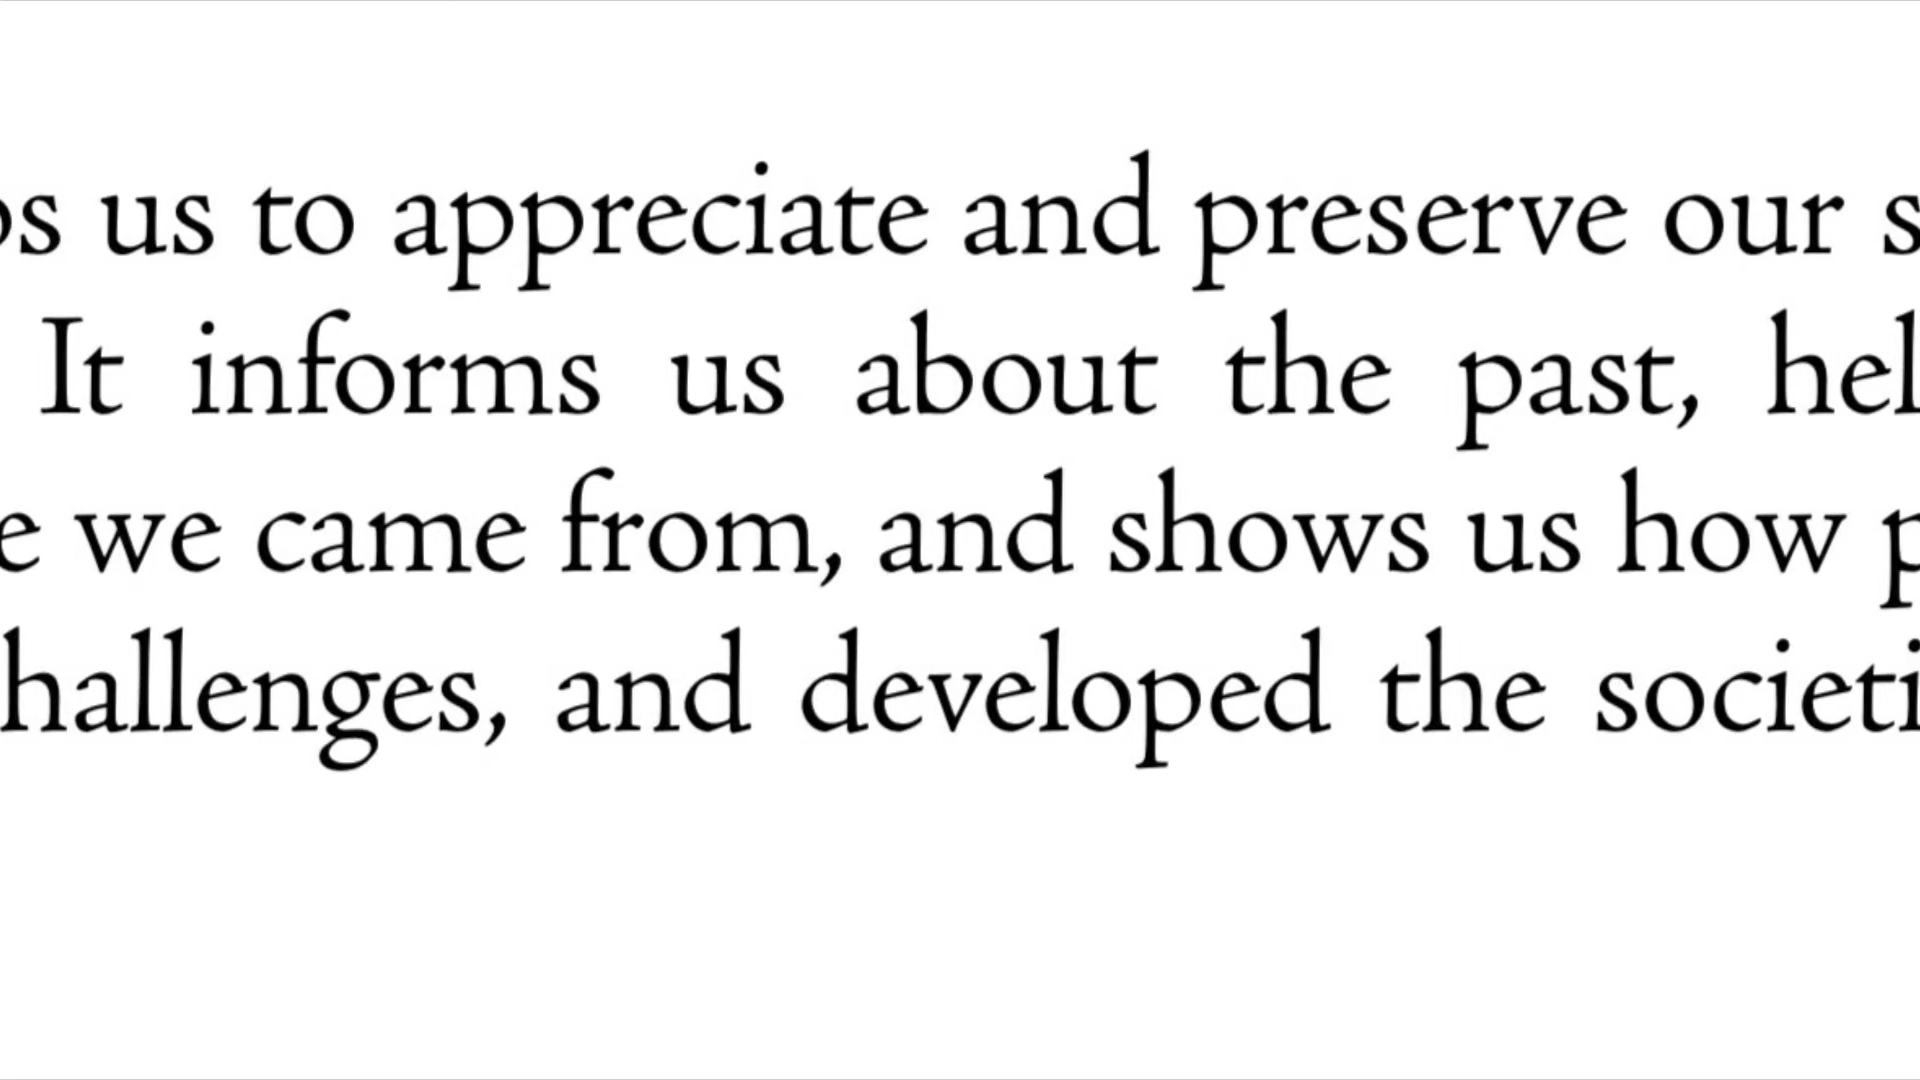 us to appreciate and preserve our
It informs us about the past,
we came from, and shows us how
and developed the